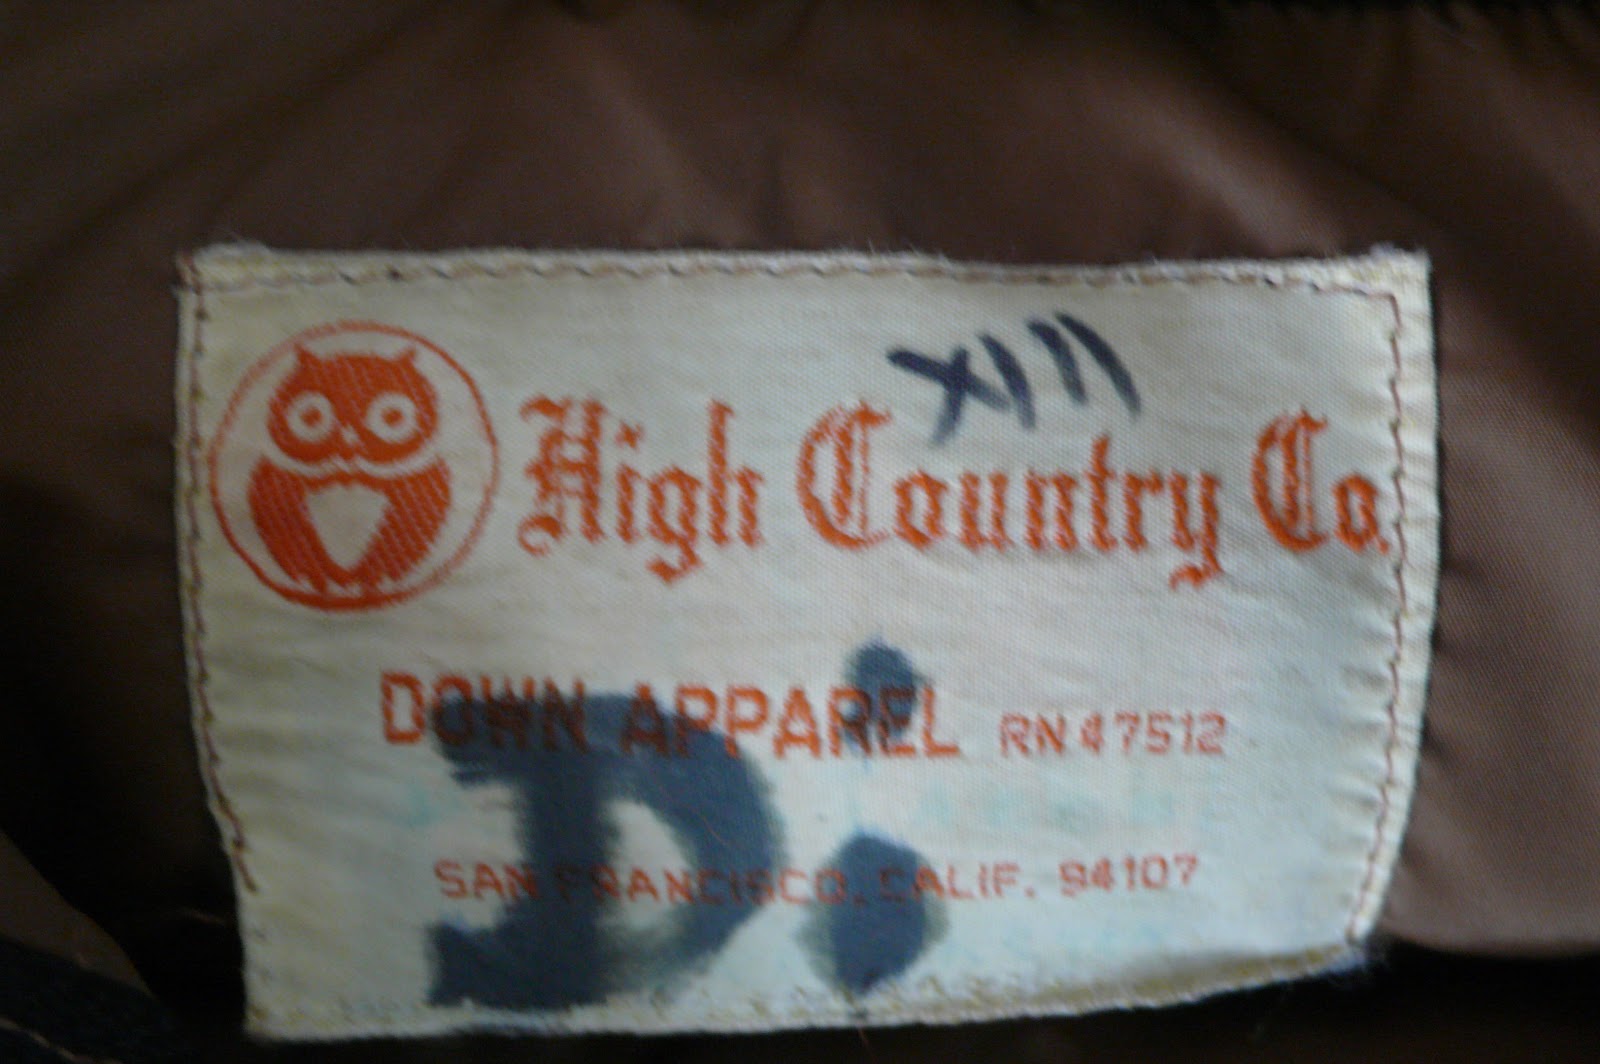 XIII
High Country Co.
DOWN APPAREL RN 47512
SAN FRANCISCO, CALIF. 94107
D.